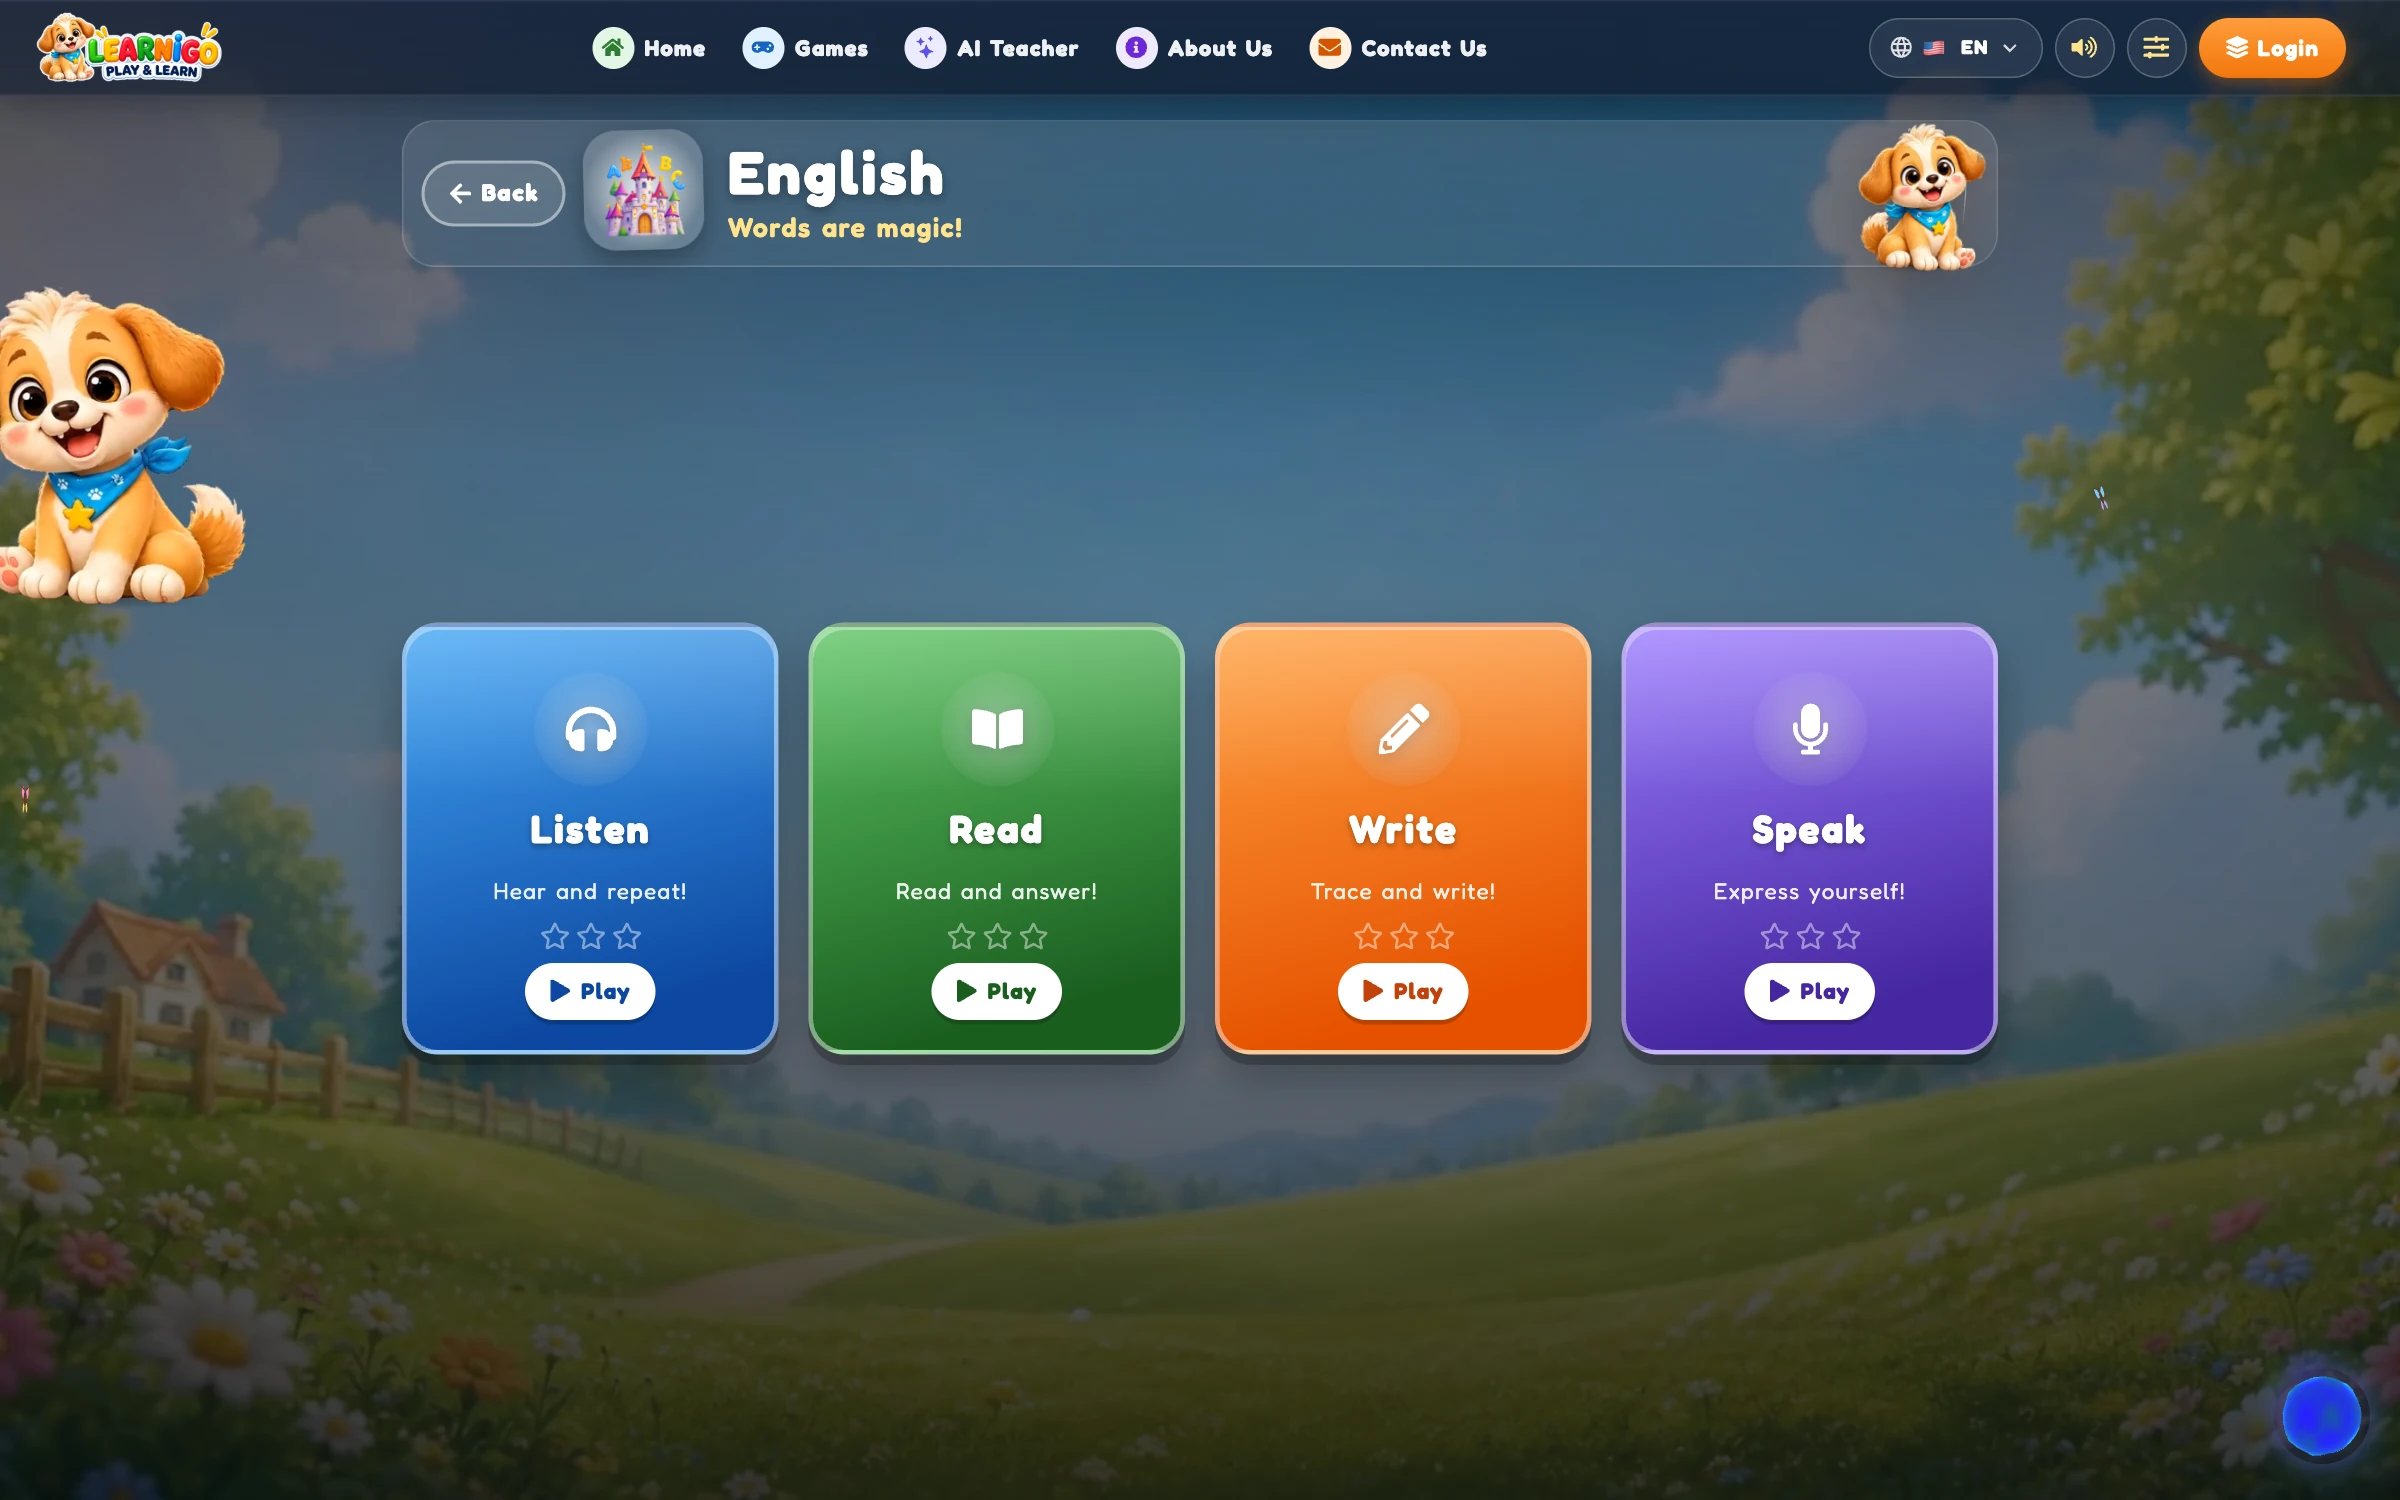 LEARNiGO
PLAY & LEARN
Home
Games
AI Teacher
About Us
Contact Us
EN
Login
Back
A B B C
English
Words are magic!
Listen
Hear and repeat!
Play
Read
Read and answer!
Play
Write
Trace and write!
Play
Speak
Express yourself!
Play